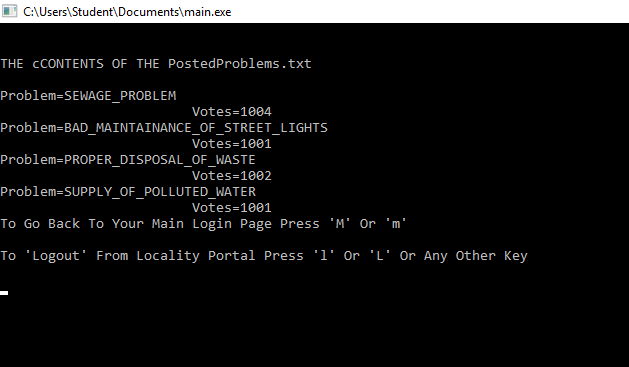 C:\Users\Student\Documents\main.exe
THE cCONTENTS OF THE PostedProblems.txt
Problem=SEWAGE_PROBLEM
Votes=1004
Problem=BAD_MAINTAINANCE_OF_STREET_LIGHTS
Votes=1001
Problem=PROPER_DISPOSAL_OF_WASTE
Votes=1002
Problem=SUPPLY_OF_POLLUTED_WATER
Votes=1001
To Go Back To Your Main Login Page Press 'M' Or 'm'
To 'Logout' From Locality Portal Press 'l' Or 'L' Or Any Other Key